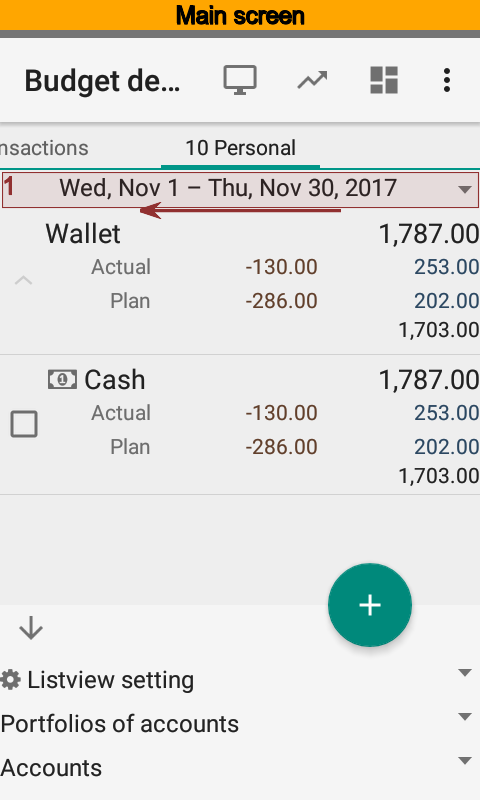 Main screen
Budget de...
nsactions 10 Personal
1 Wed, Nov 1 – Thu, Nov 30, 2017
Wallet 1,787.00
Actual -130.00 253.00
Plan -286.00 202.00
1,703.00
Cash 1,787.00
Actual -130.00 253.00
Plan -286.00 202.00
1,703.00
Listview setting
Portfolios of accounts
Accounts